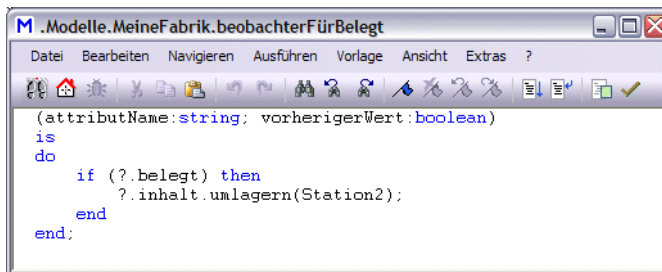 M .Modelle.MeineFabrik.beobachterFürBelegt
Datei Bearbeiten Navigieren Ausführen Vorlage Ansicht Extras ?
(attributName:string; vorherigerWert:boolean)
is
do
if (?.belegt) then
?.inhalt.umlagern(Station2);
end
end;